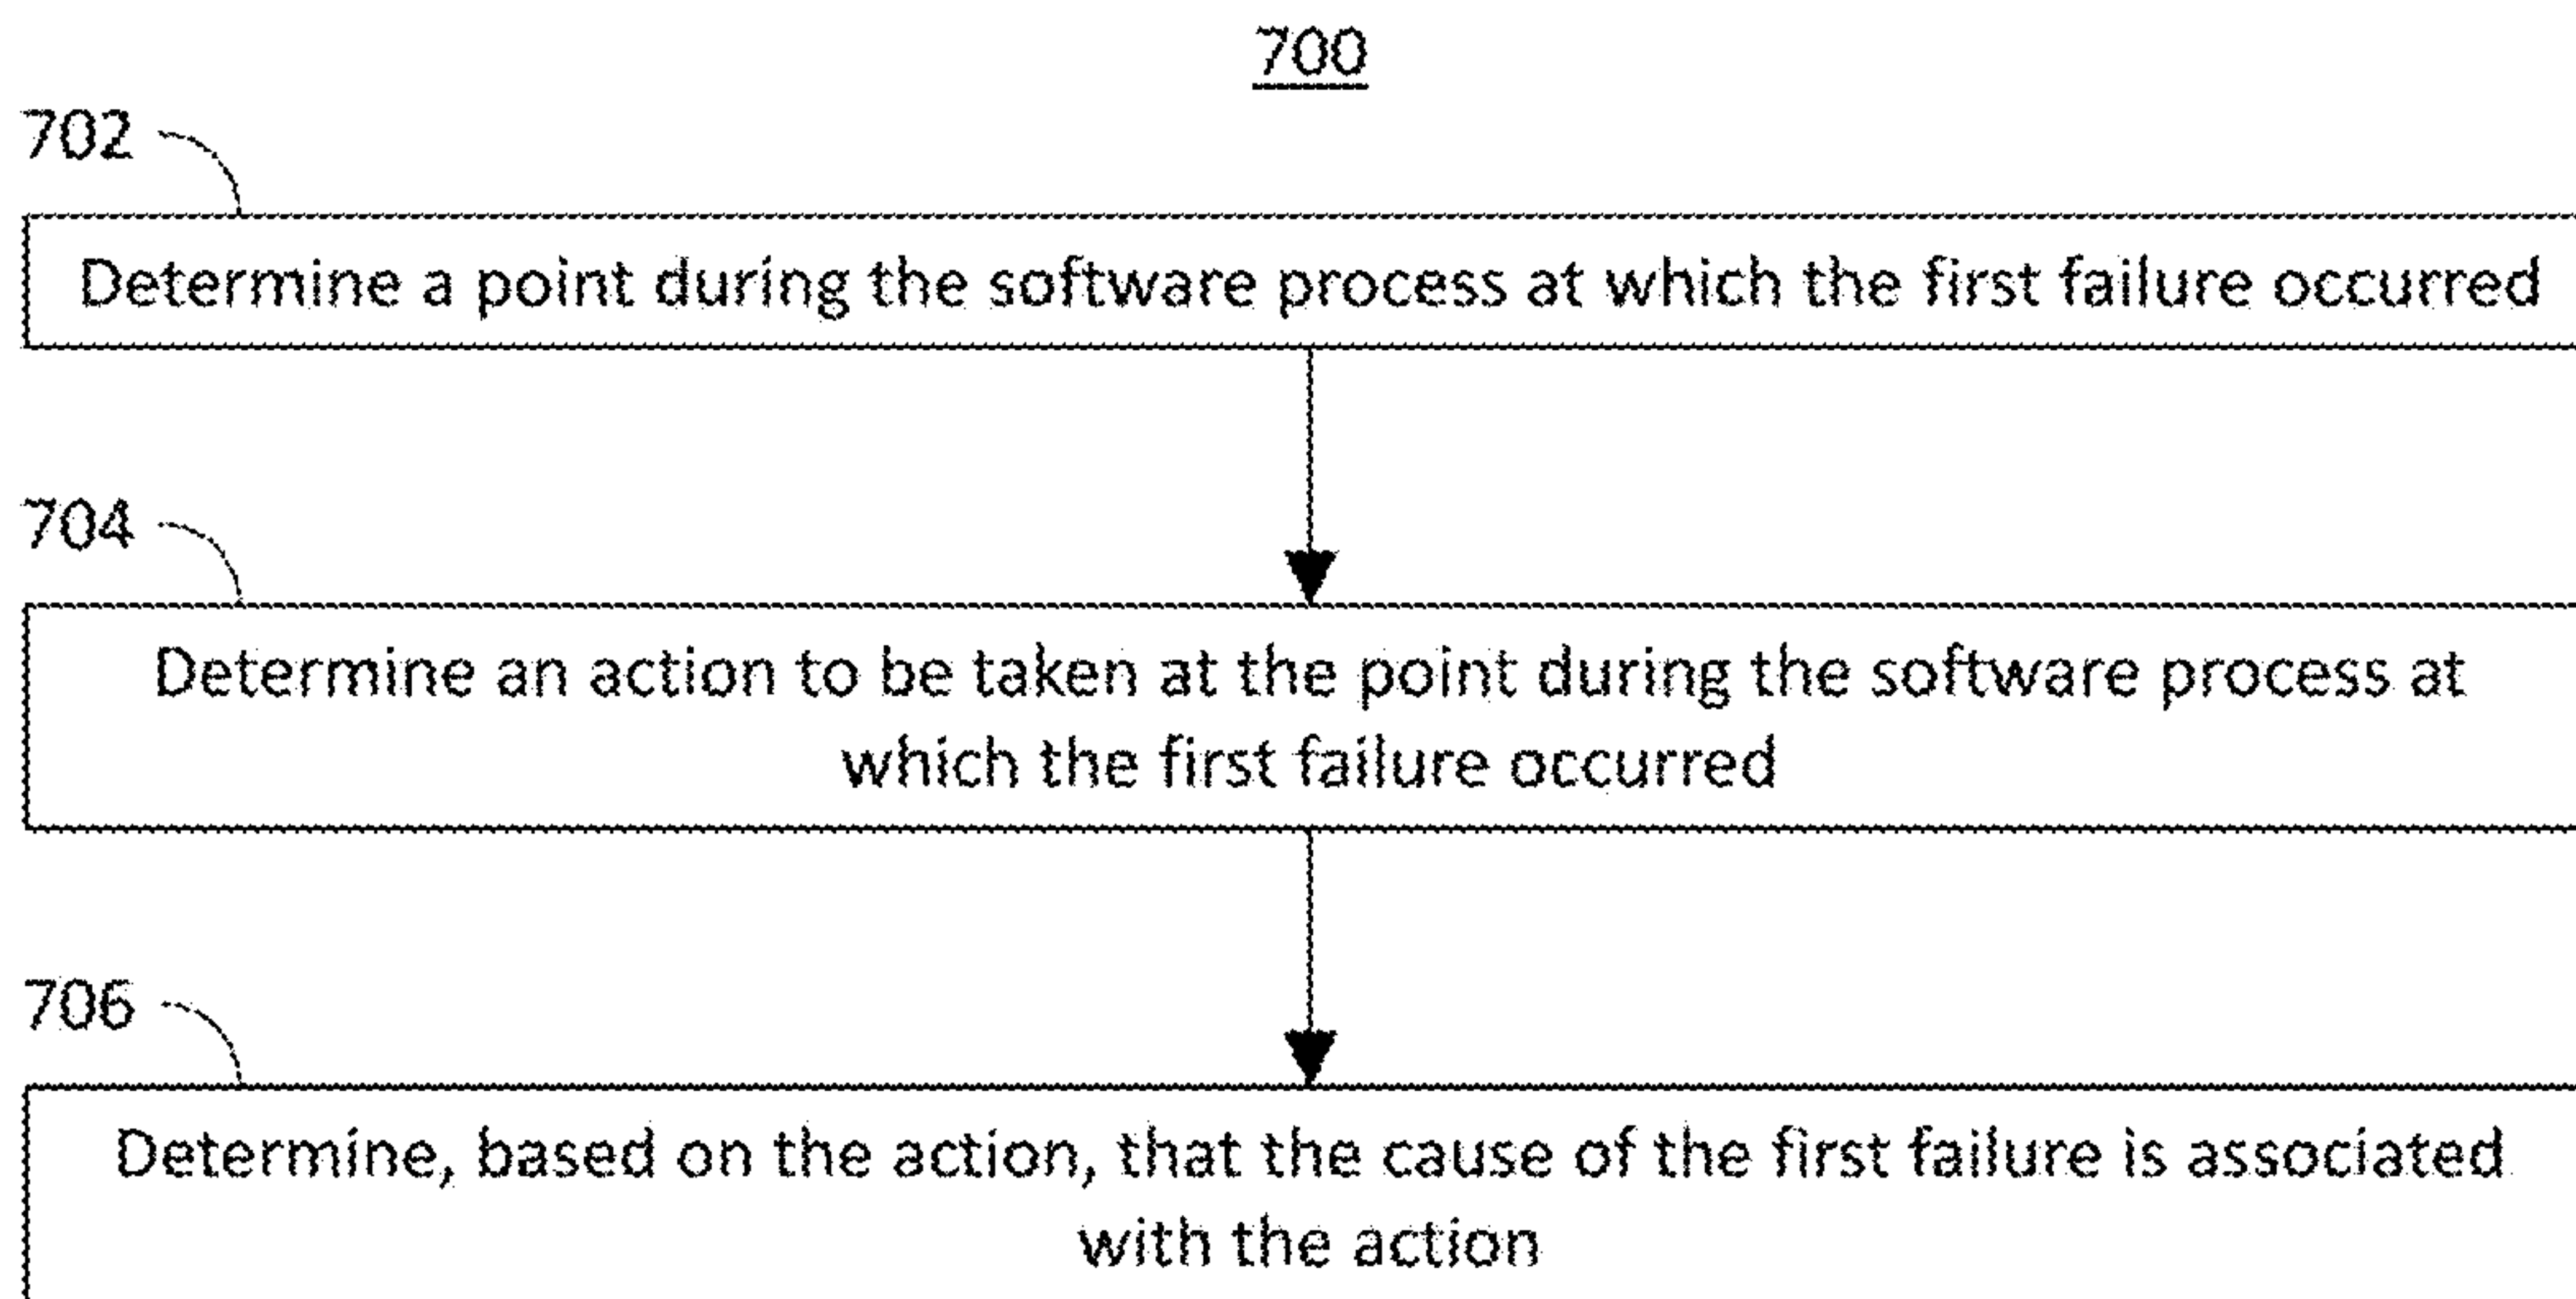 700
702
Determine a point during the software process at which the first failure occurred
704
Determine an action to be taken at the point during the software process at
which the first failure occurred
706
Determine, based on the action, that the cause of the first failure is associated
with the action